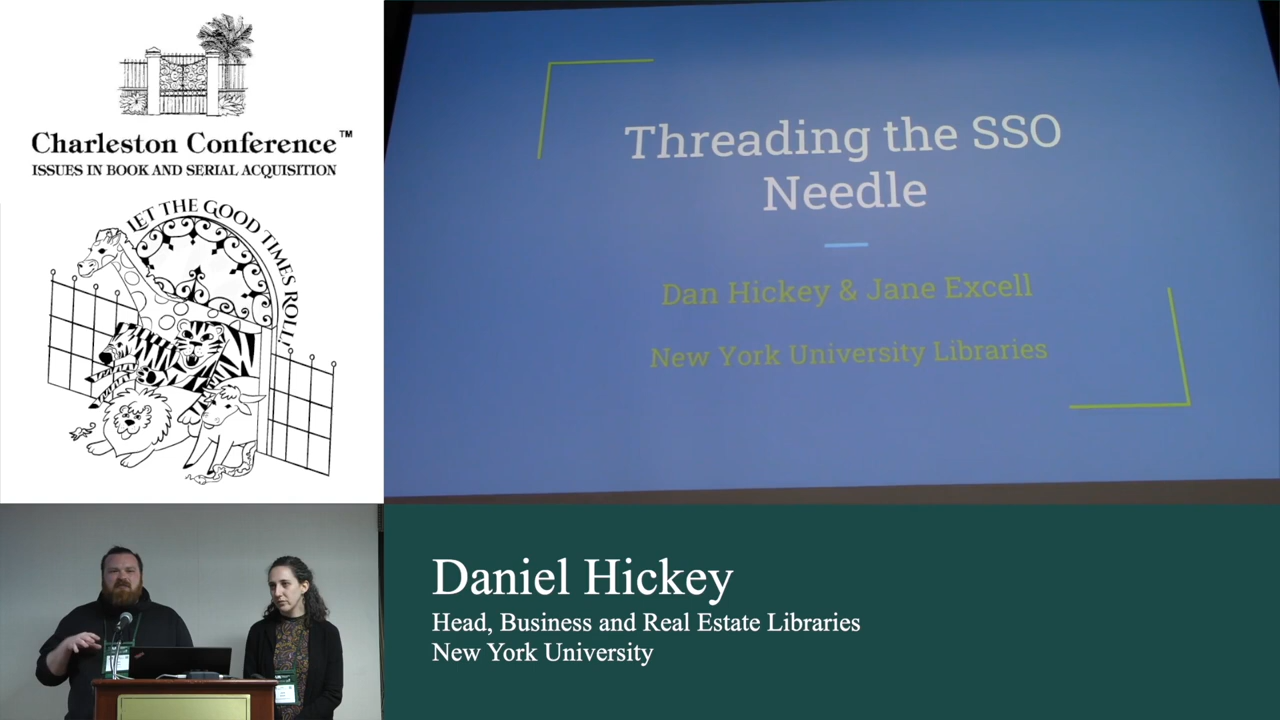 Charleston Conference™
ISSUES IN BOOK AND SERIAL ACQUISITION
LET THE GOOD TIMES ROLL!
Threading the SSO
Needle
Dan Hickey & Jane Excell
New York University Libraries
Daniel Hickey
Head, Business and Real Estate Libraries
New York University